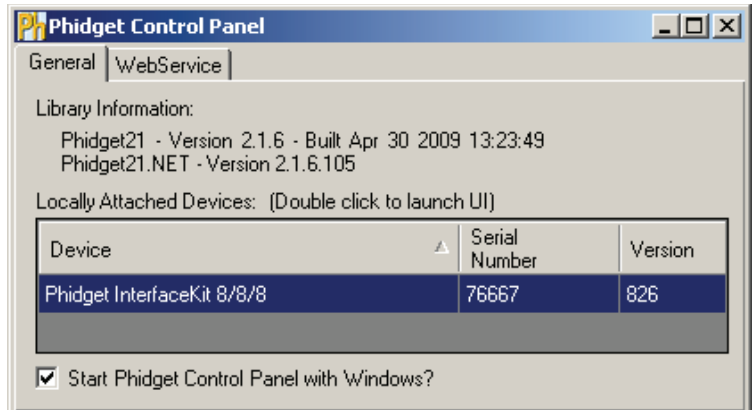 Ph Phidget Control Panel
General WebService
Library Information:
Phidget21 - Version 2.1.6 - Built Apr 30 2009 13:23:49
Phidget21.NET - Version 2.1.6.105
Locally Attached Devices: (Double click to launch UI)
Device Serial Number Version
Phidget InterfaceKit 8/8/8 76667 826
Start Phidget Control Panel with Windows?